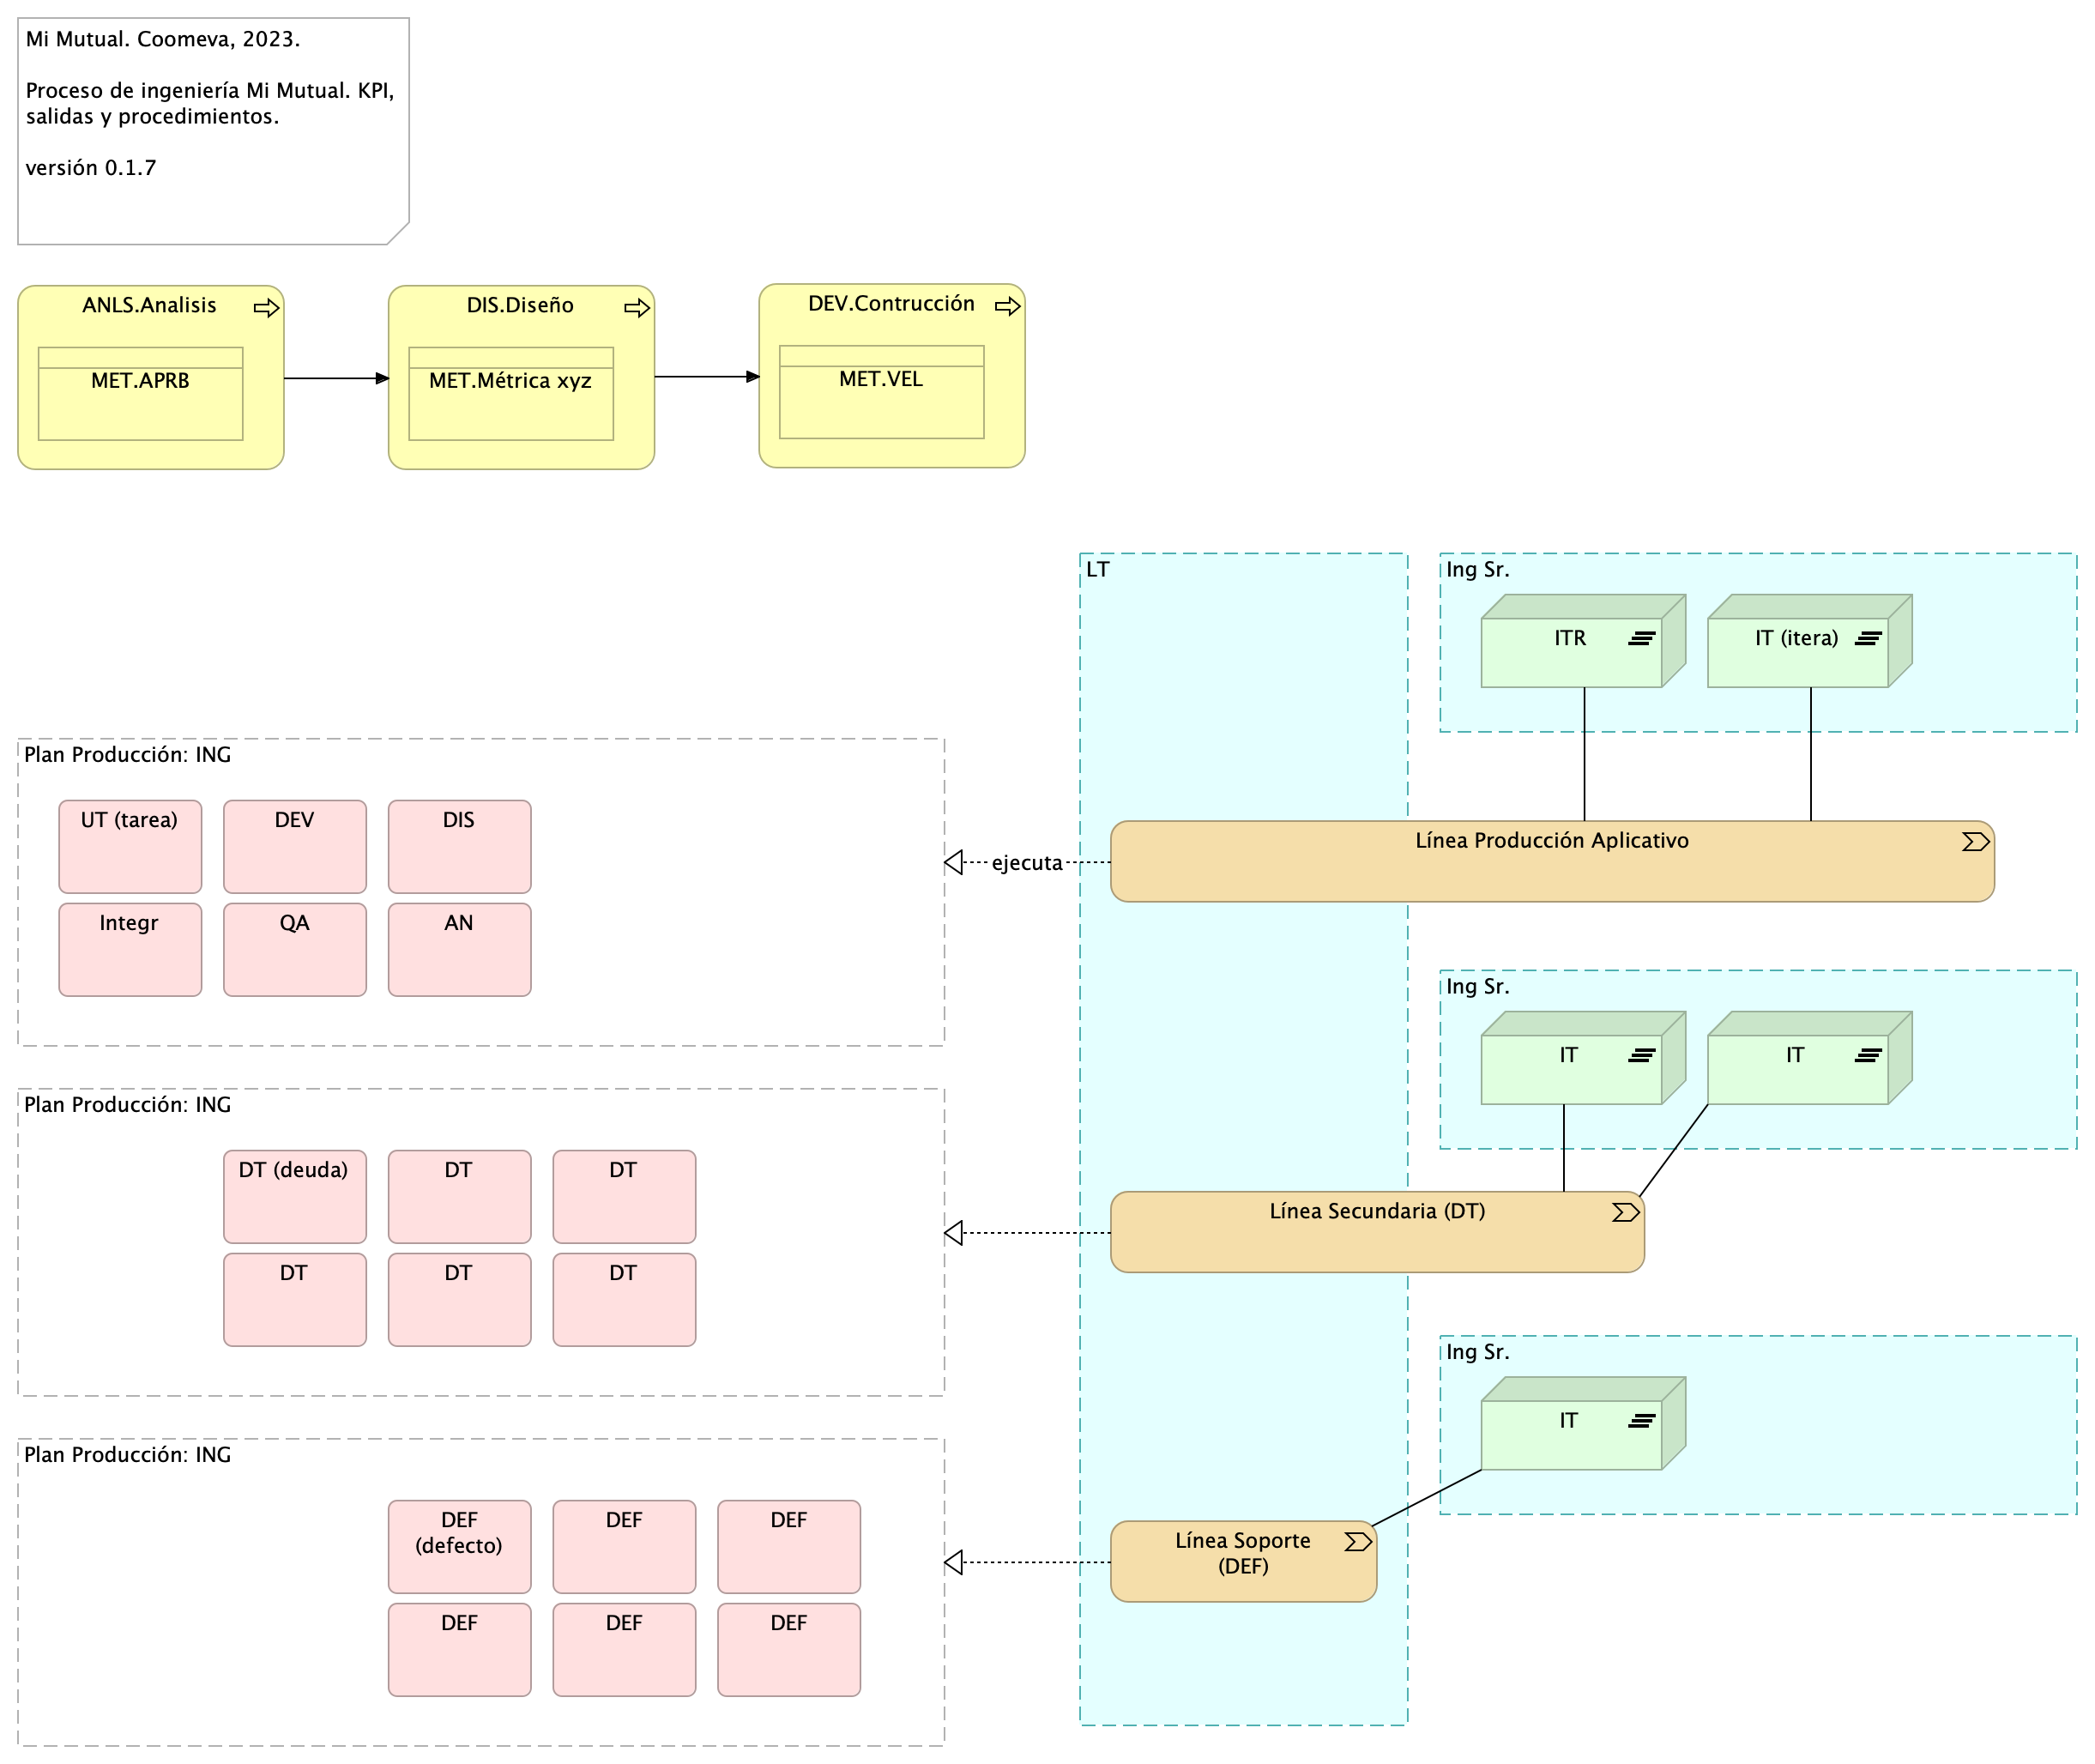 Mi Mutual. Coomeva, 2023.
Proceso de ingeniería Mi Mutual. KPI,
salidas y procedimientos.
versión 0.1.7
ANLS.Analisis
MET.APRB
DIS.Diseño
MET.Métrica xyz
DEV.Contrucción
MET.VEL
LT
Ing Sr.
ITR
IT (itera)
Plan Producción: ING
UT (tarea)
DEV
DIS
Integr
QA
AN
ejecuta
Línea Producción Aplicativo
Ing Sr.
IT
IT
Plan Producción: ING
DT (deuda)
DT
DT
DT
DT
DT
Línea Secundaria (DT)
Ing Sr.
IT
Plan Producción: ING
DEF
(defecto)
DEF
DEF
DEF
DEF
DEF
Línea Soporte
(DEF)